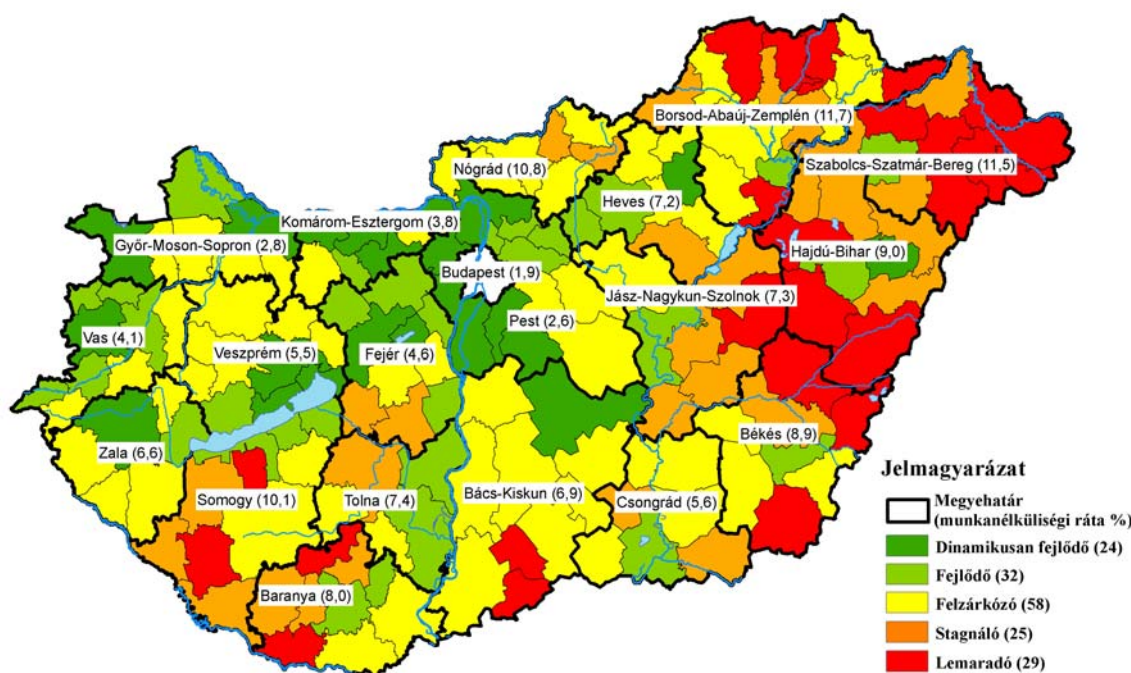 Borsod-Abaúj-Zemplén (11,7)
Szabolcs-Szatmár-Bereg (11,5)
Nógrád (10,8)
Heves (7,2)
Komárom-Esztergom (3,8)
Győr-Moson-Sopron (2,8)
Hajdú-Bihar (9,0)
Budapest (1,9)
Jász-Nagykun-Szolnok (7,3)
Pest (2,6)
Vas (4,1)
Veszprém (5,5)
Fejér (4,6)
Békés (8,9)
Zala (6,6)
Somogy (10,1)
Tolna (7,4)
Bács-Kiskun (6,9)
Csongrád (5,6)
Baranya (8,0)
Jelmagyarázat
Megyehatár
(munkanélküliségi ráta %)
Dinamikusan fejlődő (24)
Fejlődő (32)
Felzárkózó (58)
Stagnáló (25)
Lemaradó (29)